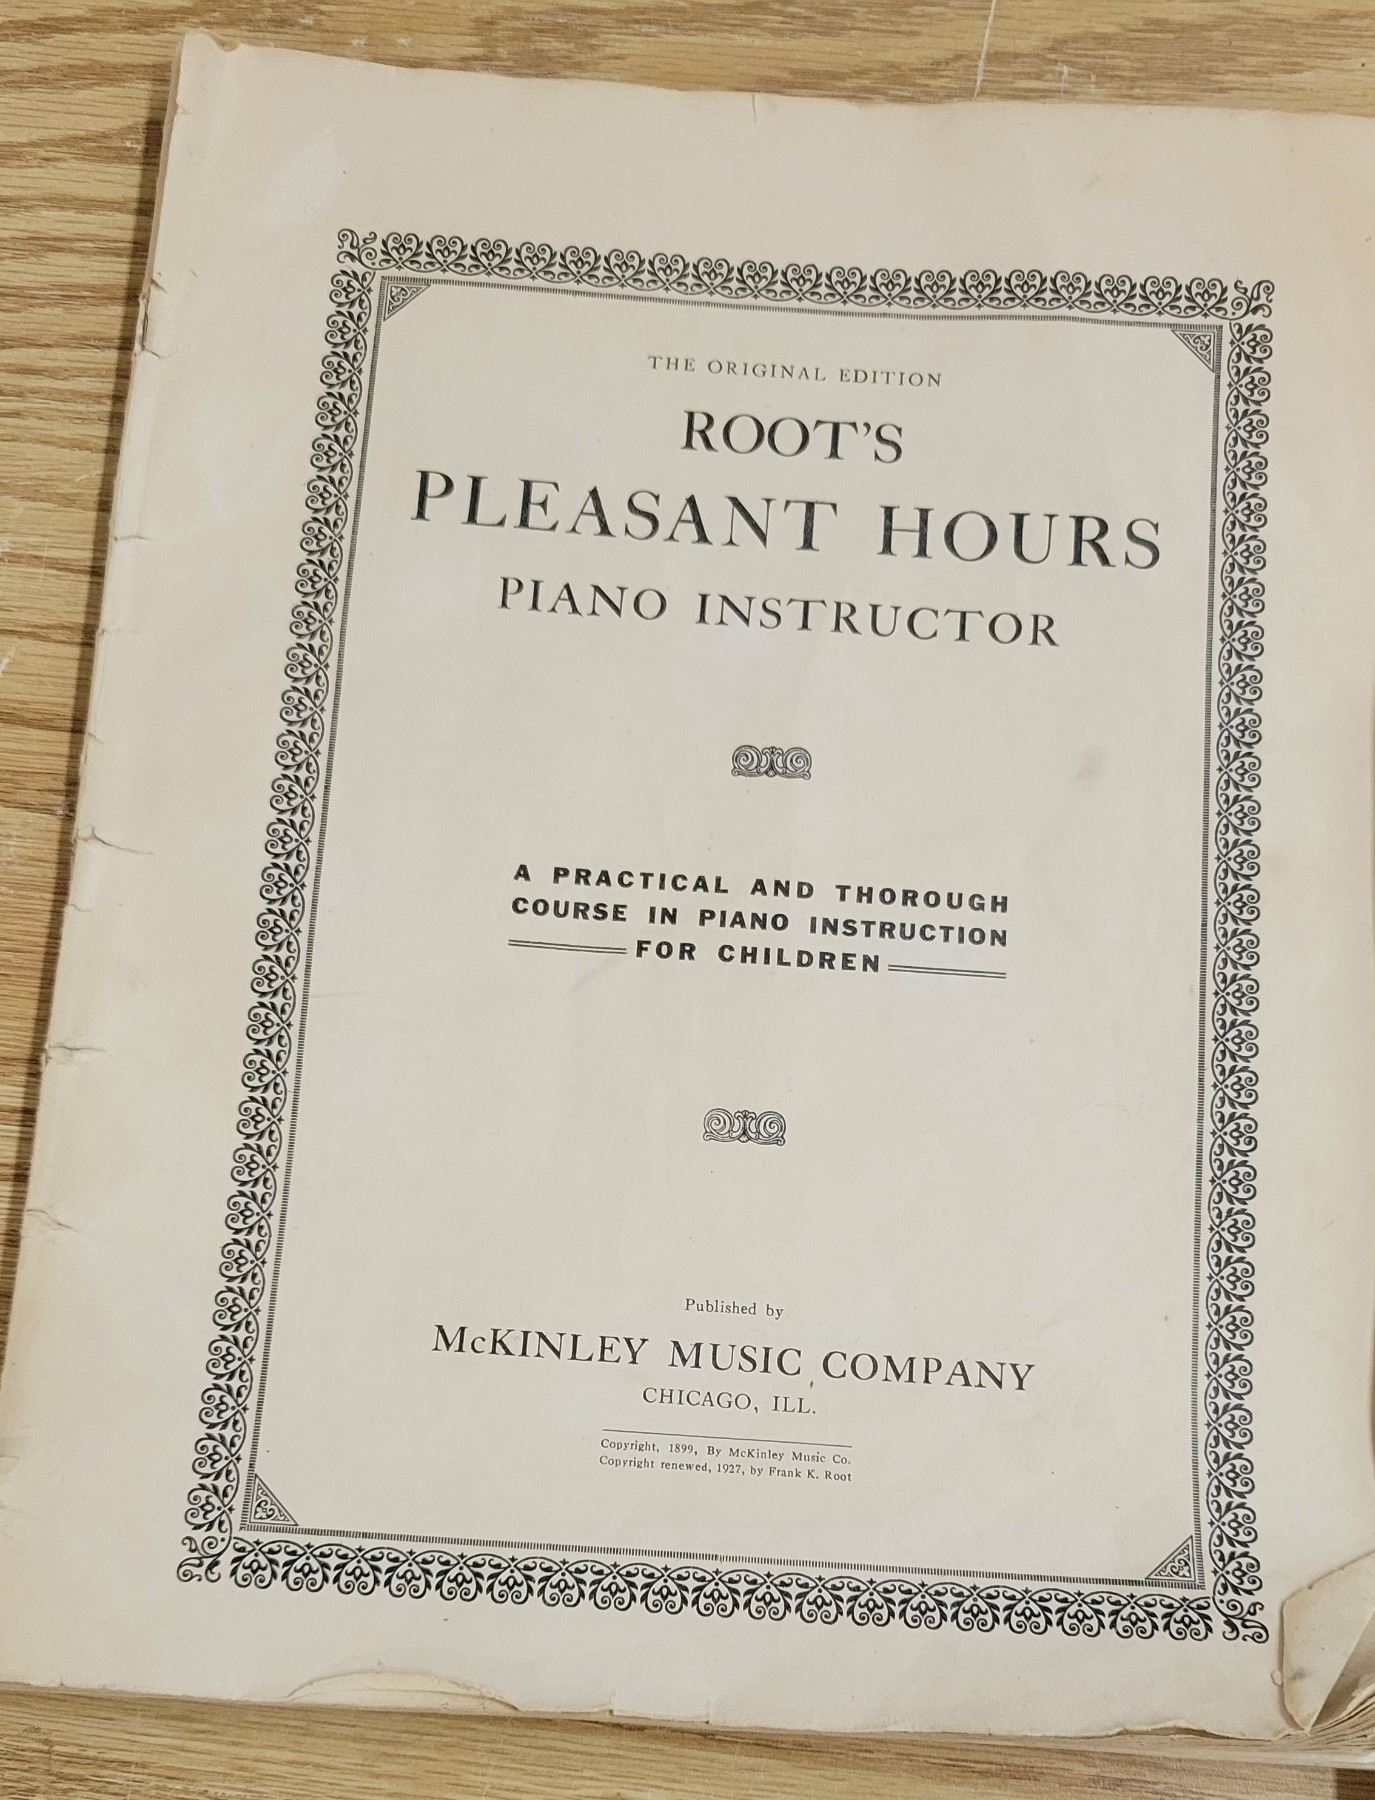 THE ORIGINAL EDITION
ROOT'S
PLEASANT HOURS
PIANO INSTRUCTOR
A PRACTICAL AND THOROUGH
COURSE IN PIANO INSTRUCTION
FOR CHILDREN
Published by
McKINLEY MUSIC COMPANY
CHICAGO, ILL.
Copyright, 1899, By McKinley Music Co.
Copyright renewed, 1927, by Frank K. Root